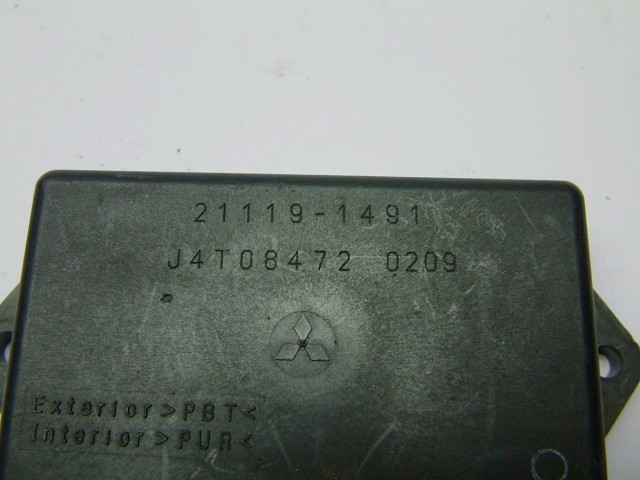 21119-1491
J4T08472 0209
Exterior>PBT<
Interior>PUR<